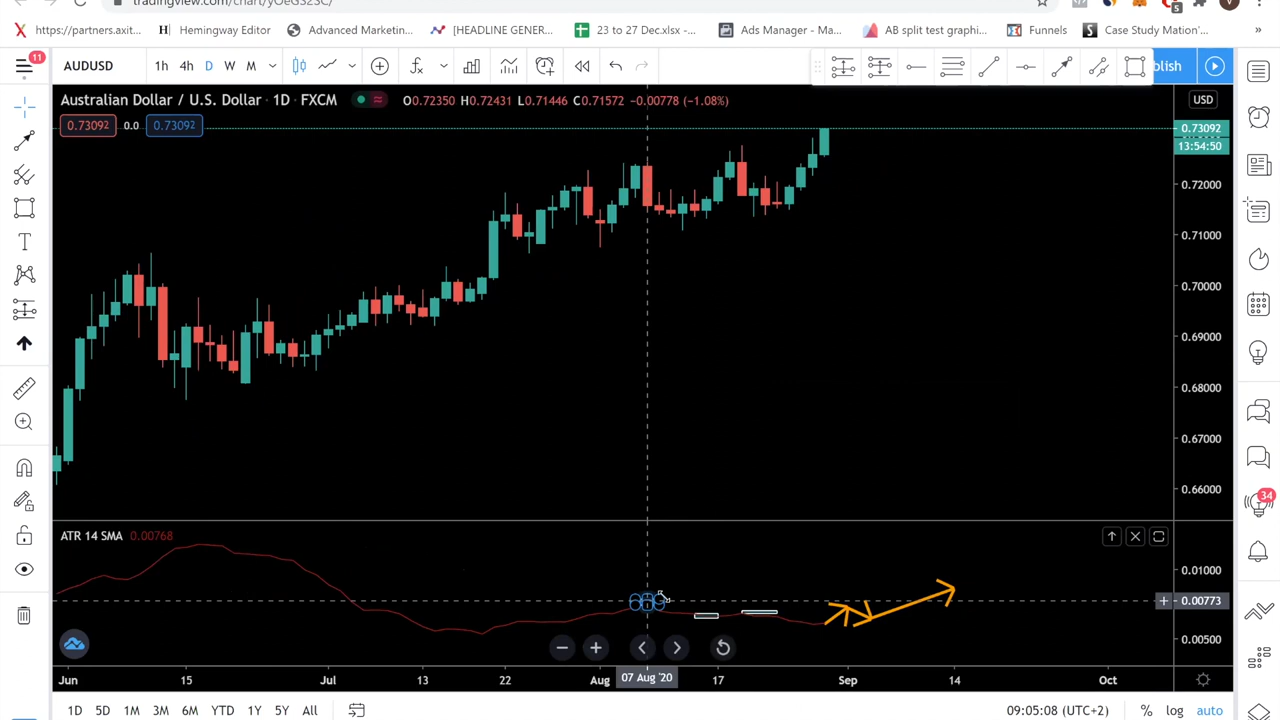 tradingview.com/chart/yOeG323C/
5
V
https://partners.axit... Hemingway Editor Advanced Marketin... [HEADLINE GENER... 23 to 27 Dec.xlsx -... Ads Manager - Ma... AB split test graphi... Funnels Case Study Mation'... »
11
AUDUSD 1h 4h D W M blish
Australian Dollar / U.S. Dollar · 1D · FXCM O0.72350 H0.72431 L0.71446 C0.71572 −0.00778 (−1.08%)
USD
0.73092 0.0 0.73092
0.73092
13:54:50
0.72000
0.71000
0.70000
0.69000
0.68000
0.67000
0.66000
34
ATR 14 SMA 0.00768
0.01000
0.00773
0.00500
Jun 15 Jul 13 22 Aug 07 Aug '20 17 Sep 14 Oct
1D 5D 1M 3M 6M YTD 1Y 5Y All 09:05:08 (UTC+2) % log auto